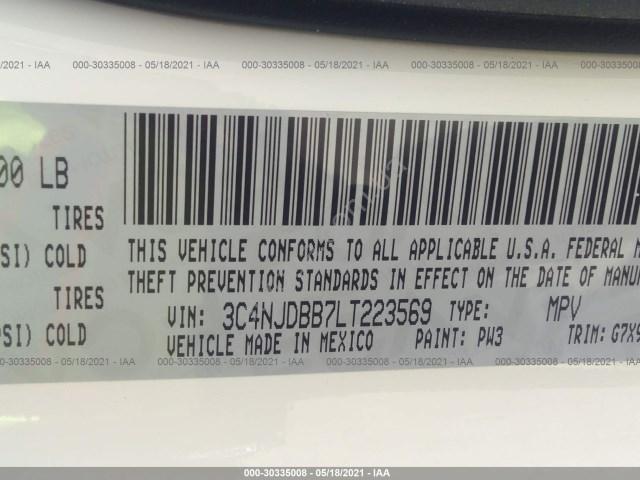 5/18/2021 - IAA 000-30335008 - 05/18/2021 - IAA 000-30335008 - 05/18/2021 - IAA 000-30335008 - 05
00 LB
TIRES
SI) COLD
TIRES
PSI) COLD
THIS VEHICLE CONFORMS TO ALL APPLICABLE U.S.A. FEDERAL M
THEFT PREVENTION STANDARDS IN EFFECT ON THE DATE OF MANU
VIN: 3C4NJDBB7LT223569 TYPE: MPV
VEHICLE MADE IN MEXICO PAINT: PW3 TRIM: G7X9
5/18/2021 - IAA 000-30335008 - 05/18/2021 - IAA 000-30335008 - 05/18/2021 - IAA 000-30335008 - 05
000-30335008 - 05/18/2021 - IAA